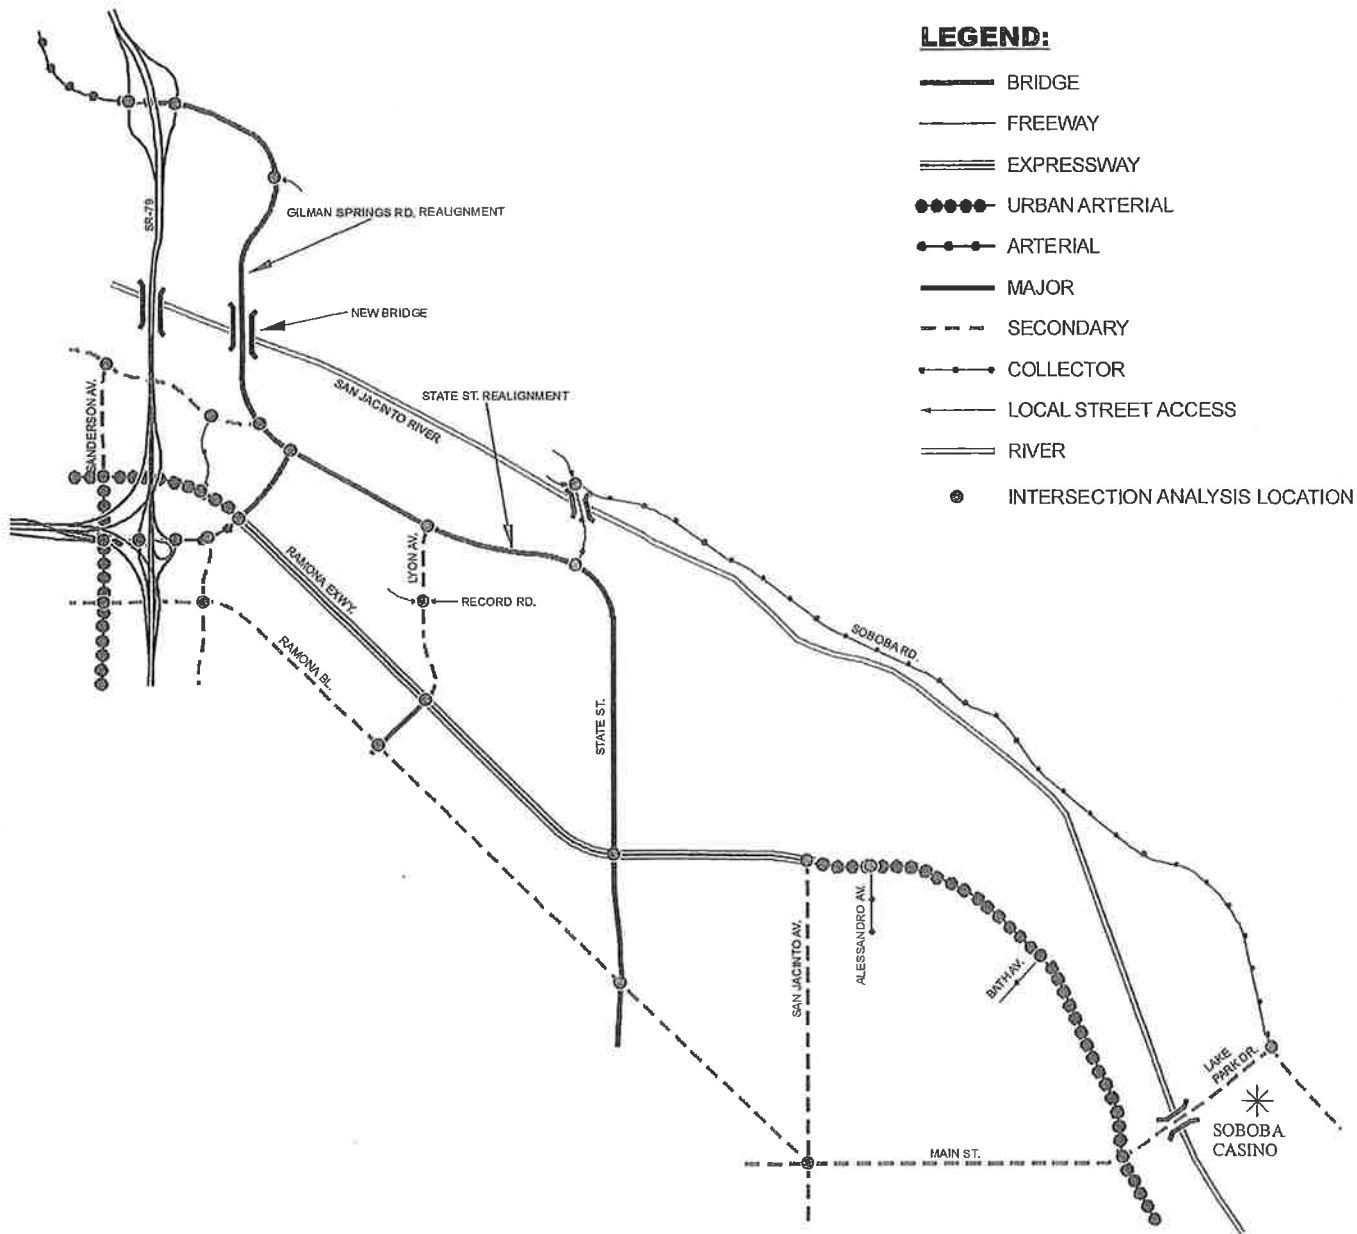 LEGEND:
BRIDGE
FREEWAY
EXPRESSWAY
URBAN ARTERIAL
ARTERIAL
MAJOR
SECONDARY
COLLECTOR
LOCAL STREET ACCESS
RIVER
INTERSECTION ANALYSIS LOCATION
SR-79
GILMAN SPRINGS RD. REALIGNMENT
NEW BRIDGE
SAN JACINTO RIVER
STATE ST. REALIGNMENT
SANDERSON AV.
RAMONA EXWY.
LYON AV.
RECORD RD.
RAMONA BL.
SOBOBA RD.
STATE ST.
SAN JACINTO AV.
ALESSANDRO AV.
BATH AV.
LAKE
PARK DR.
SOBOBA
CASINO
MAIN ST.